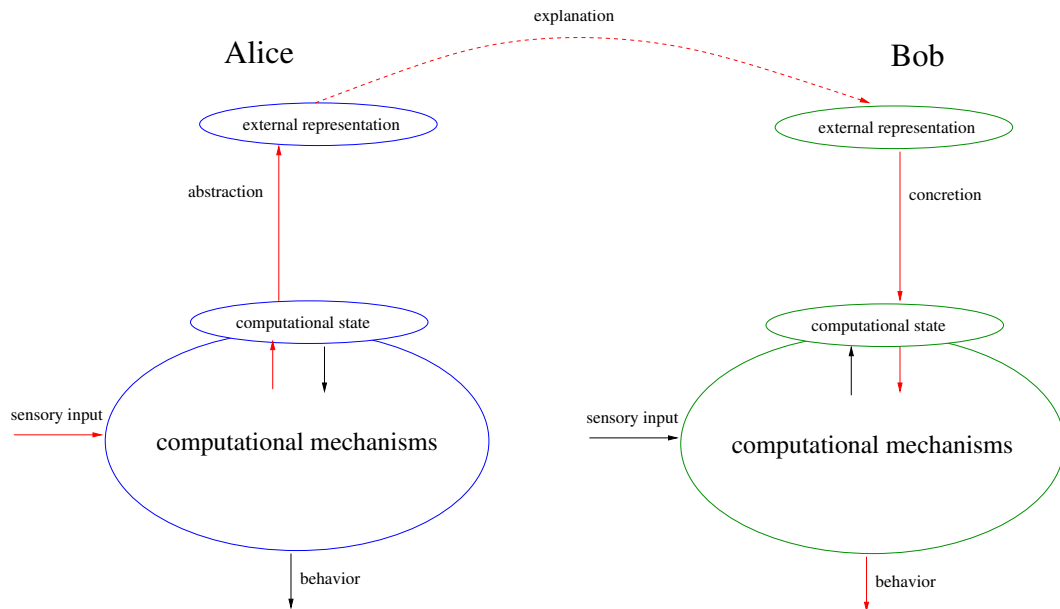 explanation
Alice
Bob
external representation
external representation
abstraction
concretion
computational state
computational state
sensory input
sensory input
computational mechanisms
computational mechanisms
behavior
behavior